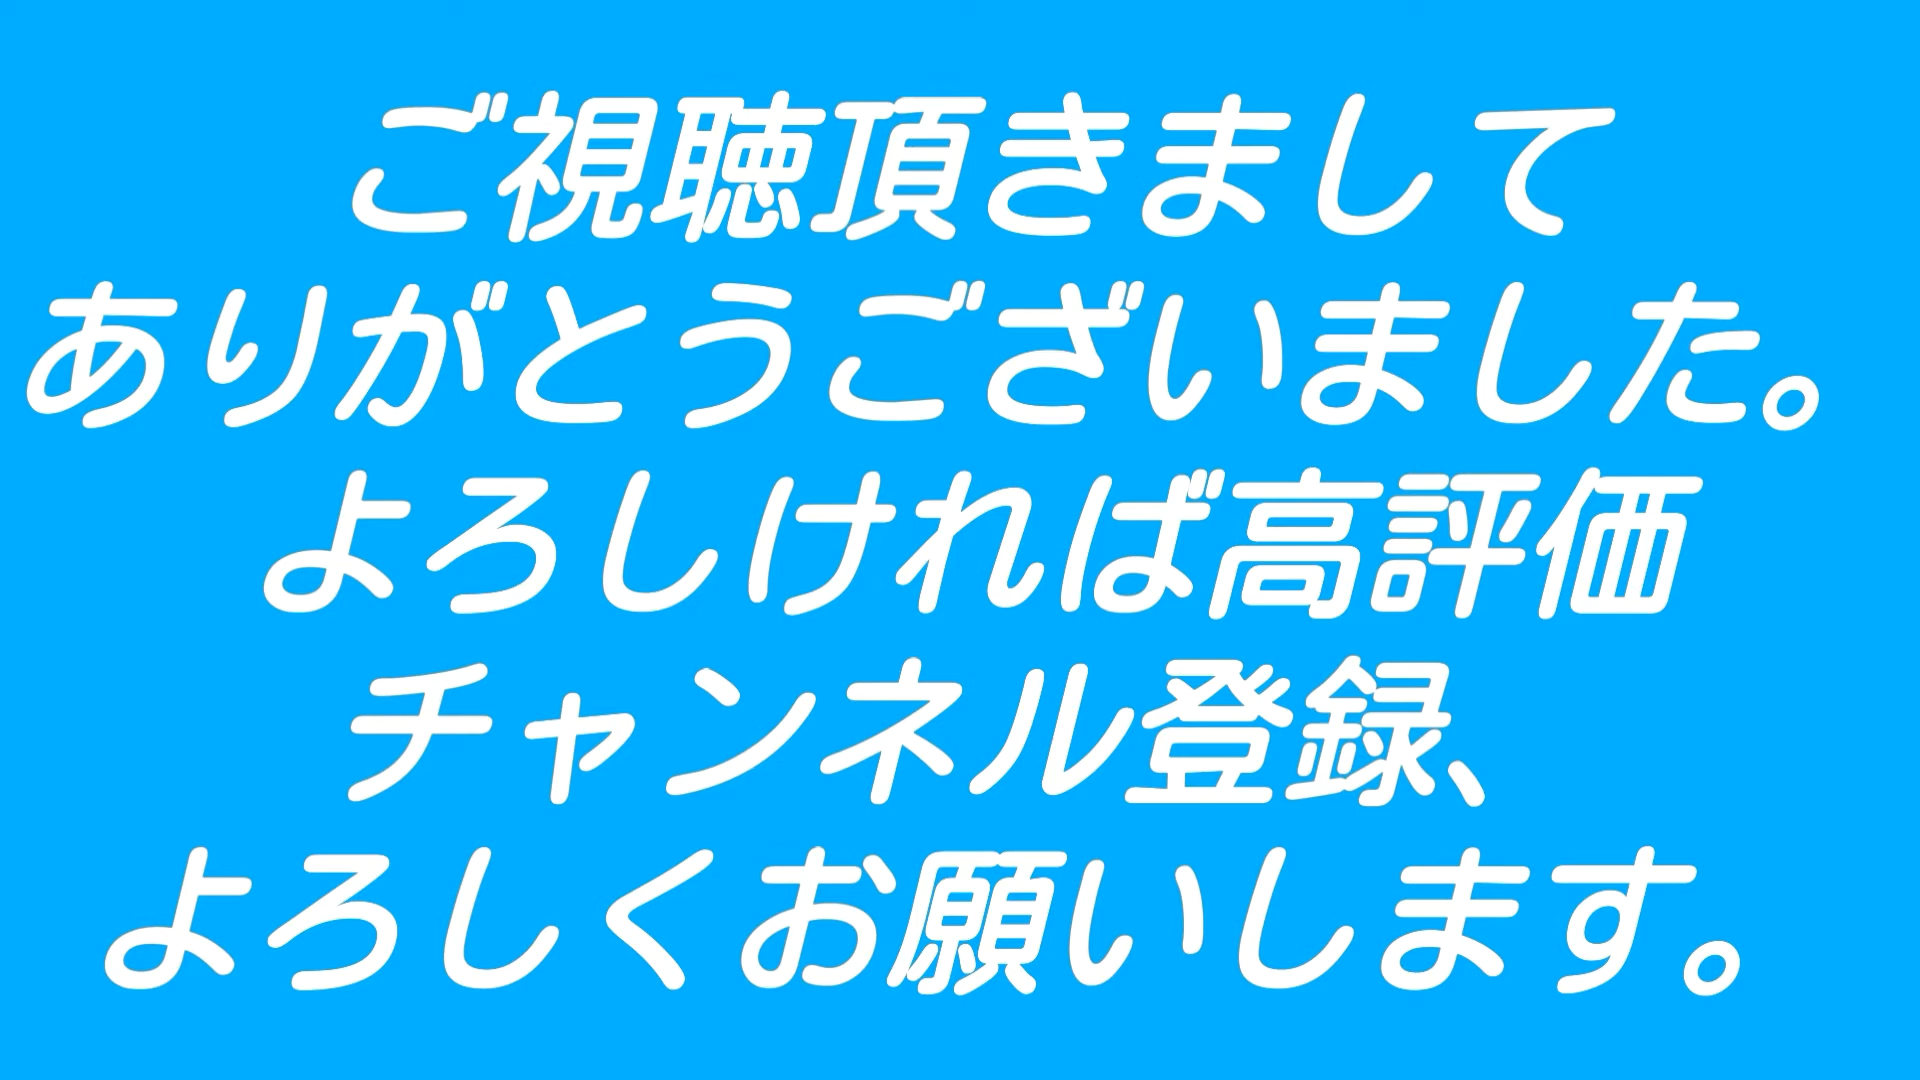 ご視聴頂きまして
ありがとうございました。
よろしければ高評価
チャンネル登録、
よろしくお願いします。